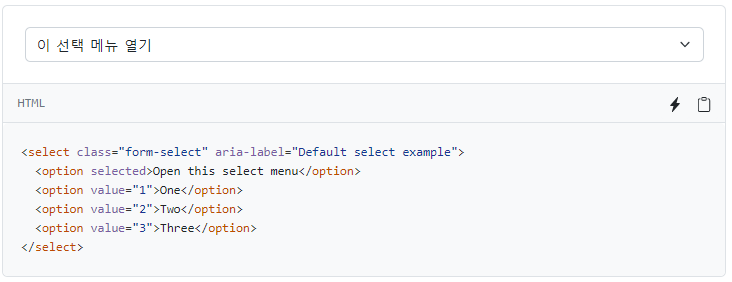 이 선택 메뉴 열기
HTML
<select class="form-select" aria-label="Default select example">
  <option selected>Open this select menu</option>
  <option value="1">One</option>
  <option value="2">Two</option>
  <option value="3">Three</option>
</select>